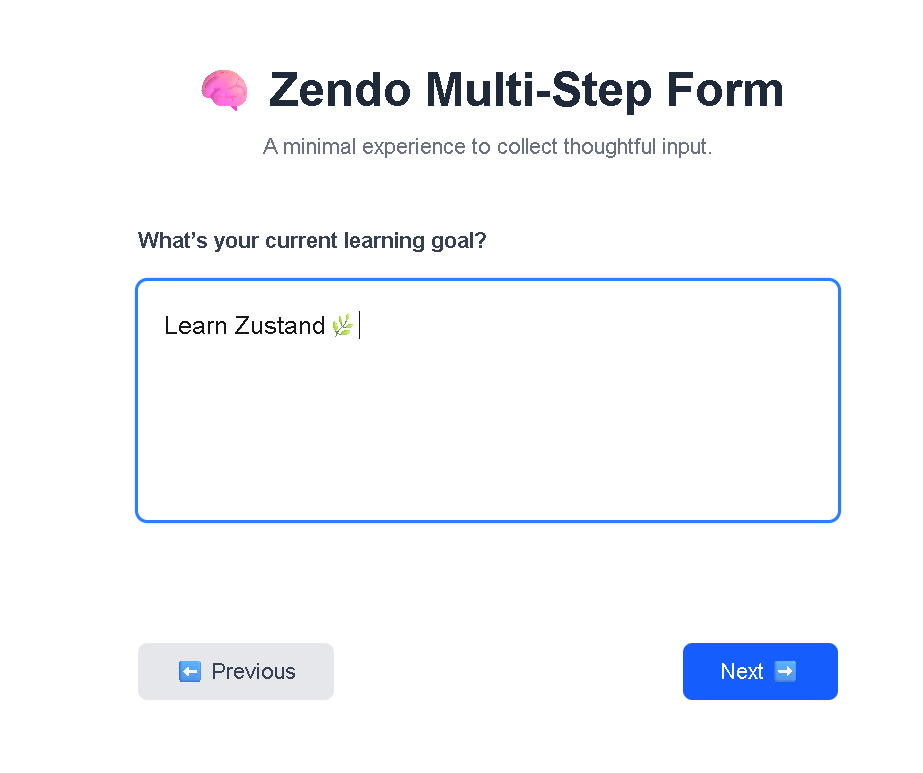 🧠 Zendo Multi-Step Form
A minimal experience to collect thoughtful input.
What’s your current learning goal?
Learn Zustand 🌿
⬅️ Previous
Next ➡️